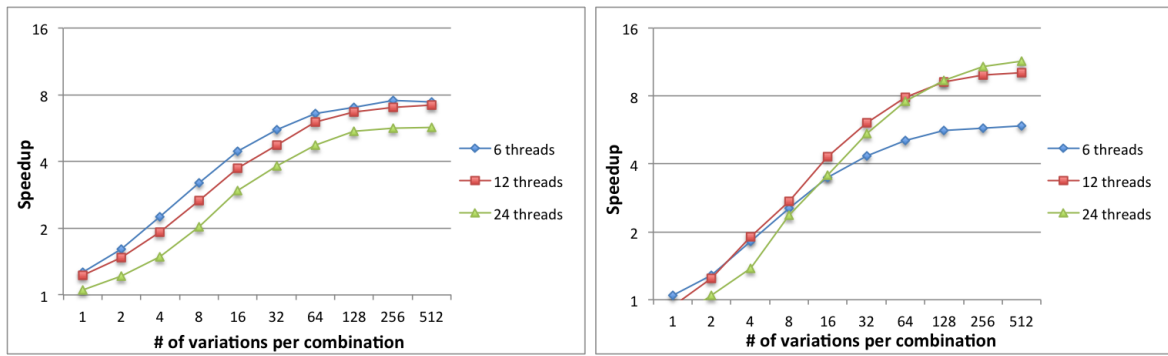 16
8
4
2
1
Speedup
1 2 4 8 16 32 64 128 256 512
# of variations per combination
6 threads
12 threads
24 threads
16
8
4
2
1
Speedup
1 2 4 8 16 32 64 128 256 512
# of variations per combination
6 threads
12 threads
24 threads